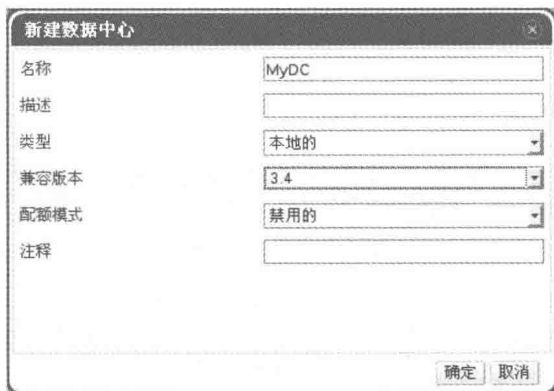 新建数据中心
名称 MyDC
描述
类型 本地的
兼容版本 3.4
配额模式 禁用的
注释
确定 取消